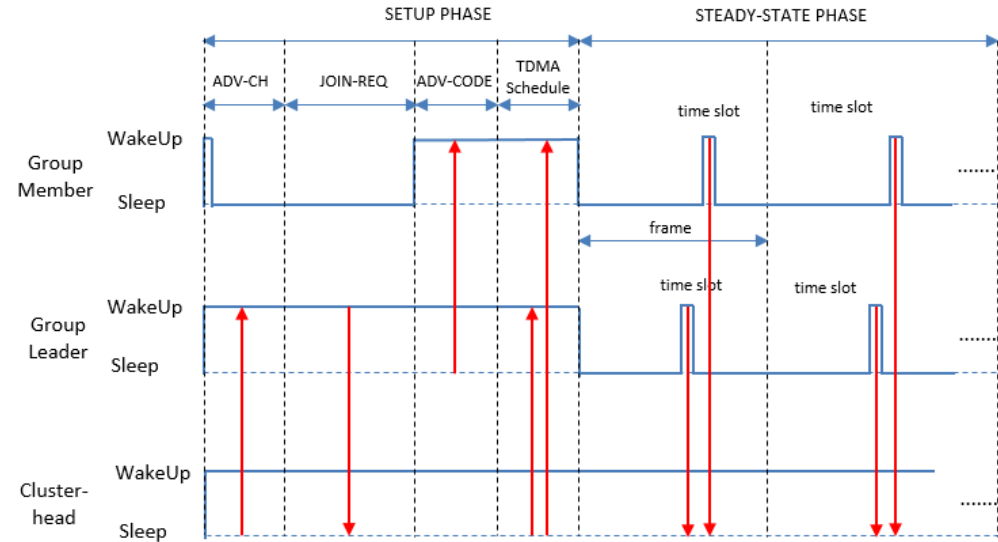 SETUP PHASE
STEADY-STATE PHASE
ADV-CH
JOIN-REQ
ADV-CODE
TDMA
Schedule
time slot
time slot
WakeUp
Group
Member
Sleep
.......
frame
time slot
time slot
WakeUp
Group
Leader
Sleep
.......
WakeUp
Cluster-
head
Sleep
.......